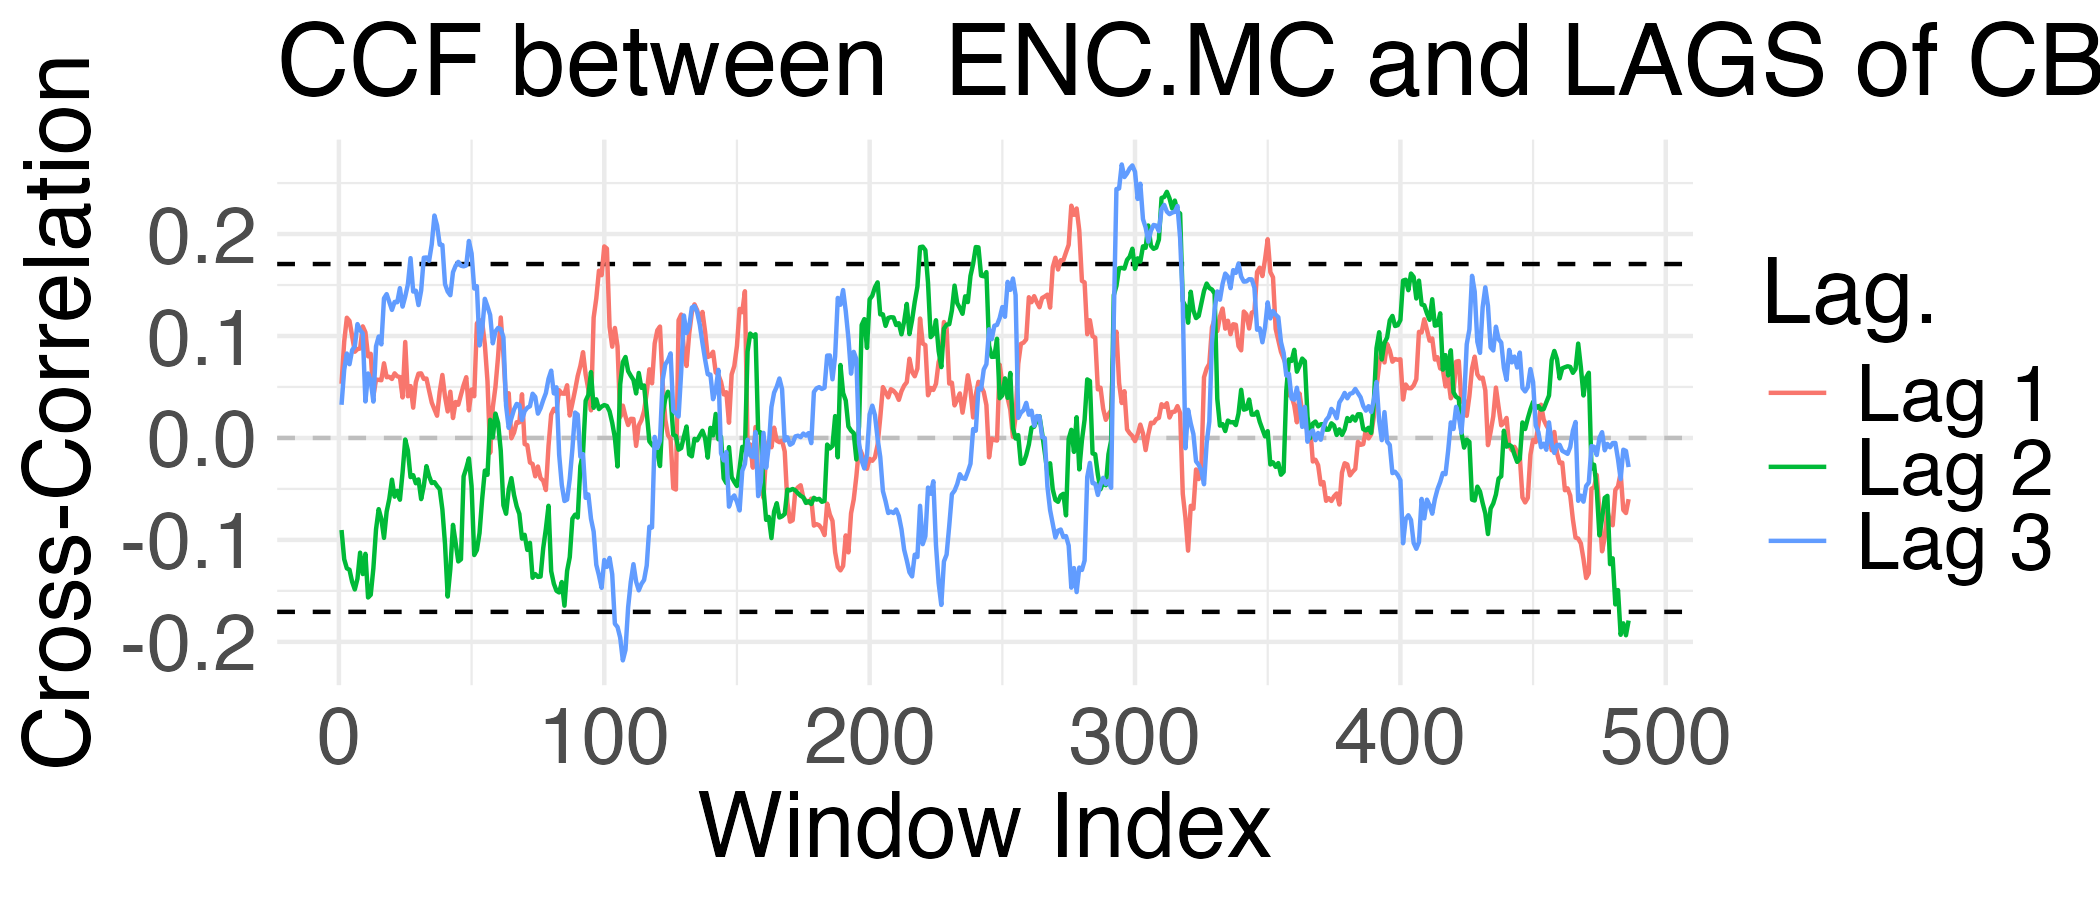 CCF between  ENC.MC and LAGS of CB
Cross-Correlation
0.2
0.1
0.0
-0.1
-0.2
0 100 200 300 400 500
Window Index
Lag.
Lag 1
Lag 2
Lag 3